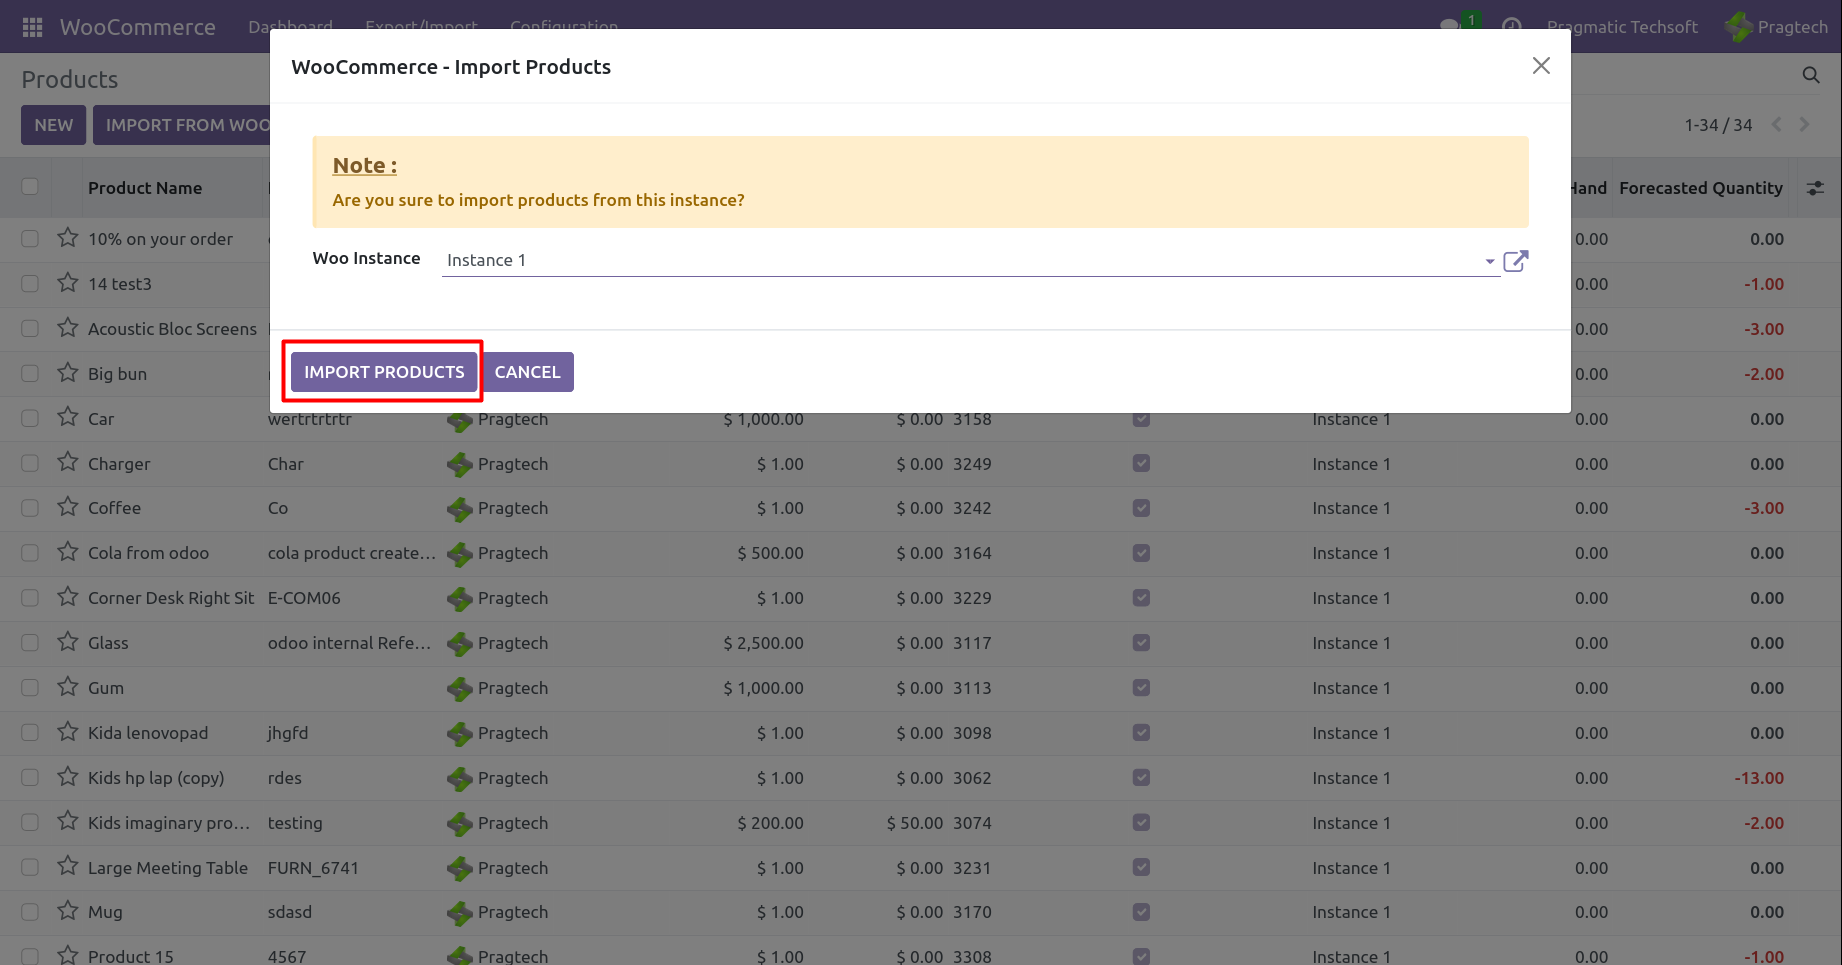 WooCommerce Dashboard Export/Import Configuration 1 Pragmatic Techsoft Pragtech
Products
NEW IMPORT FROM WOO
1-34 / 34
WooCommerce - Import Products
Note :
Are you sure to import products from this instance?
Woo Instance Instance 1
IMPORT PRODUCTS CANCEL
Product Name Hand Forecasted Quantity
10% on your order 0.00 0.00
14 test3 0.00 -1.00
Acoustic Bloc Screens 0.00 -3.00
Big bun 0.00 -2.00
Car wertrtrtrtr Pragtech $ 1,000.00 $ 0.00 3158 Instance 1 0.00 0.00
Charger Char Pragtech $ 1.00 $ 0.00 3249 Instance 1 0.00 0.00
Coffee Co Pragtech $ 1.00 $ 0.00 3242 Instance 1 0.00 -3.00
Cola from odoo cola product create... Pragtech $ 500.00 $ 0.00 3164 Instance 1 0.00 0.00
Corner Desk Right Sit E-COM06 Pragtech $ 1.00 $ 0.00 3229 Instance 1 0.00 0.00
Glass odoo internal Refe... Pragtech $ 2,500.00 $ 0.00 3117 Instance 1 0.00 0.00
Gum Pragtech $ 1,000.00 $ 0.00 3113 Instance 1 0.00 0.00
Kida lenovopad jhgfd Pragtech $ 1.00 $ 0.00 3098 Instance 1 0.00 0.00
Kids hp lap (copy) rdes Pragtech $ 1.00 $ 0.00 3062 Instance 1 0.00 -13.00
Kids imaginary pro... testing Pragtech $ 200.00 $ 50.00 3074 Instance 1 0.00 -2.00
Large Meeting Table FURN_6741 Pragtech $ 1.00 $ 0.00 3231 Instance 1 0.00 0.00
Mug sdasd Pragtech $ 1.00 $ 0.00 3170 Instance 1 0.00 0.00
Product 15 4567 Pragtech $ 1.00 $ 0.00 3308 Instance 1 0.00 -1.00